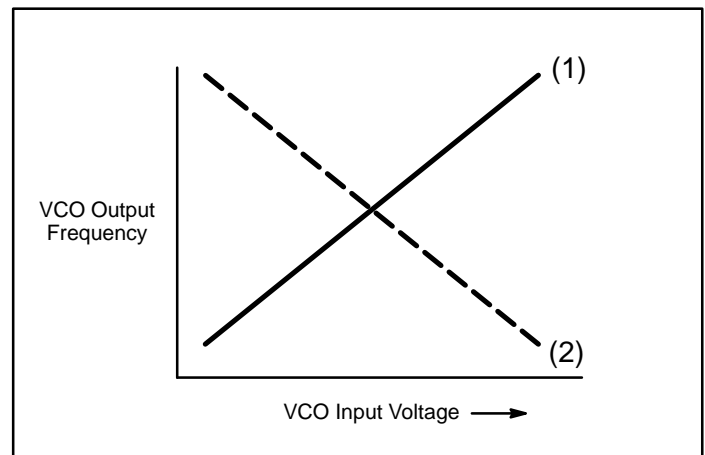 (1)
VCO Output
Frequency
(2)
VCO Input Voltage